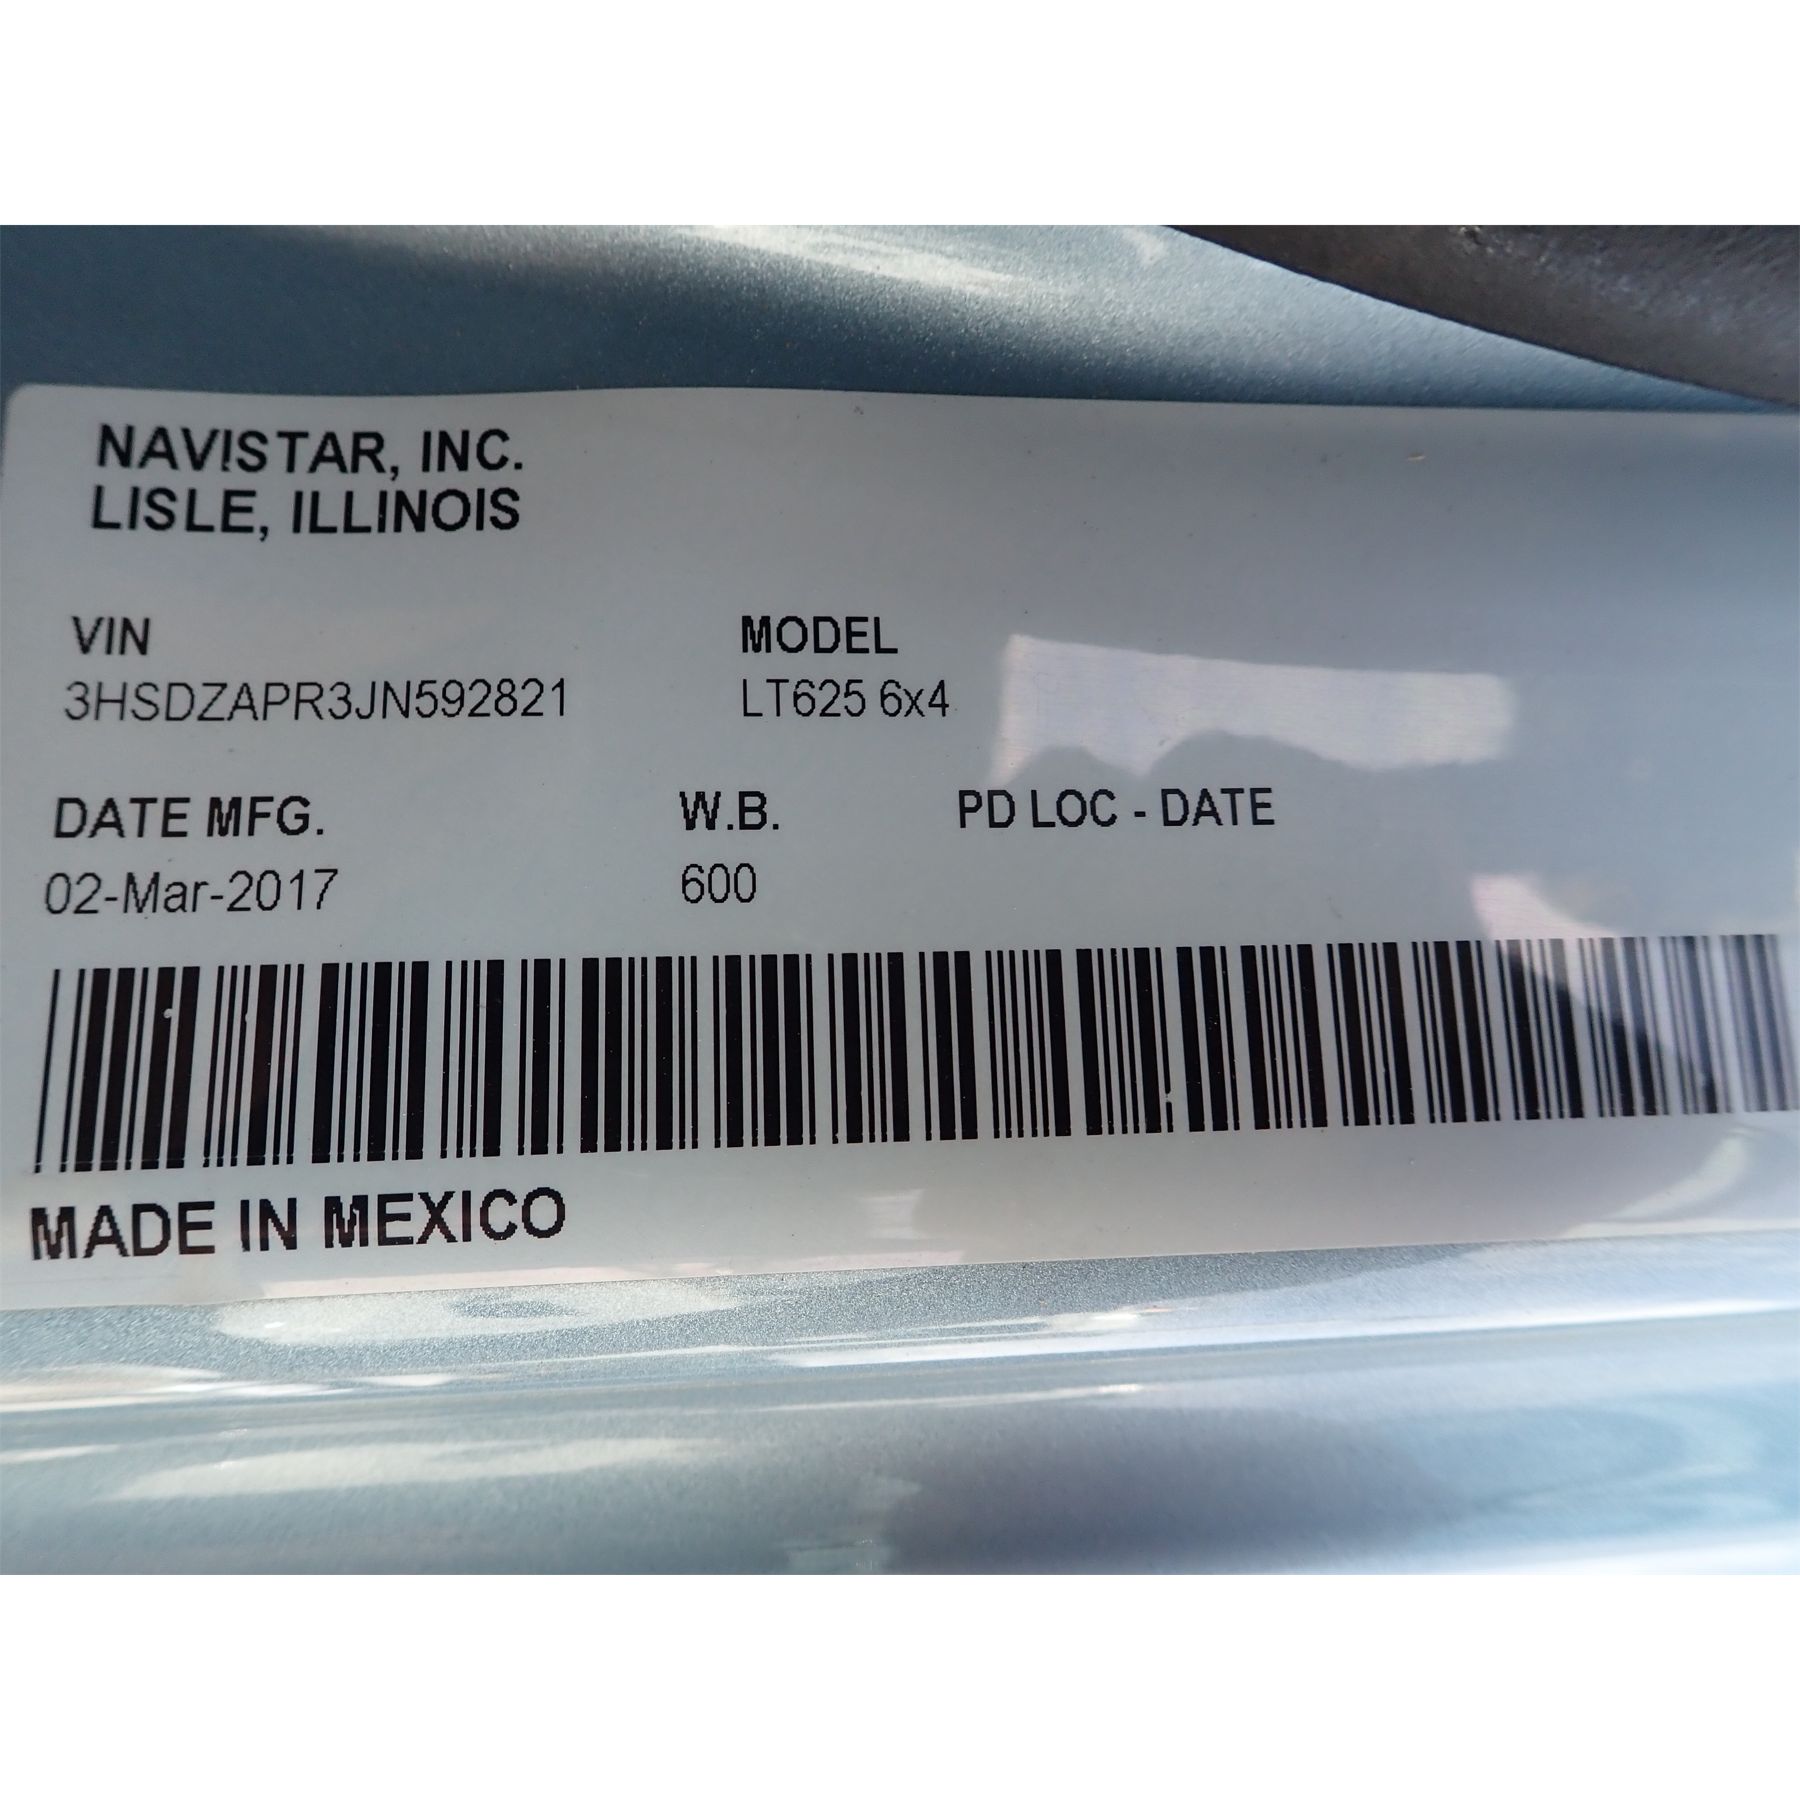 NAVISTAR, INC.
LISLE, ILLINOIS
VIN MODEL
3HSDZAPR3JN592821 LT625 6x4
DATE MFG. W.B. PD LOC - DATE
02-Mar-2017 600
MADE IN MEXICO